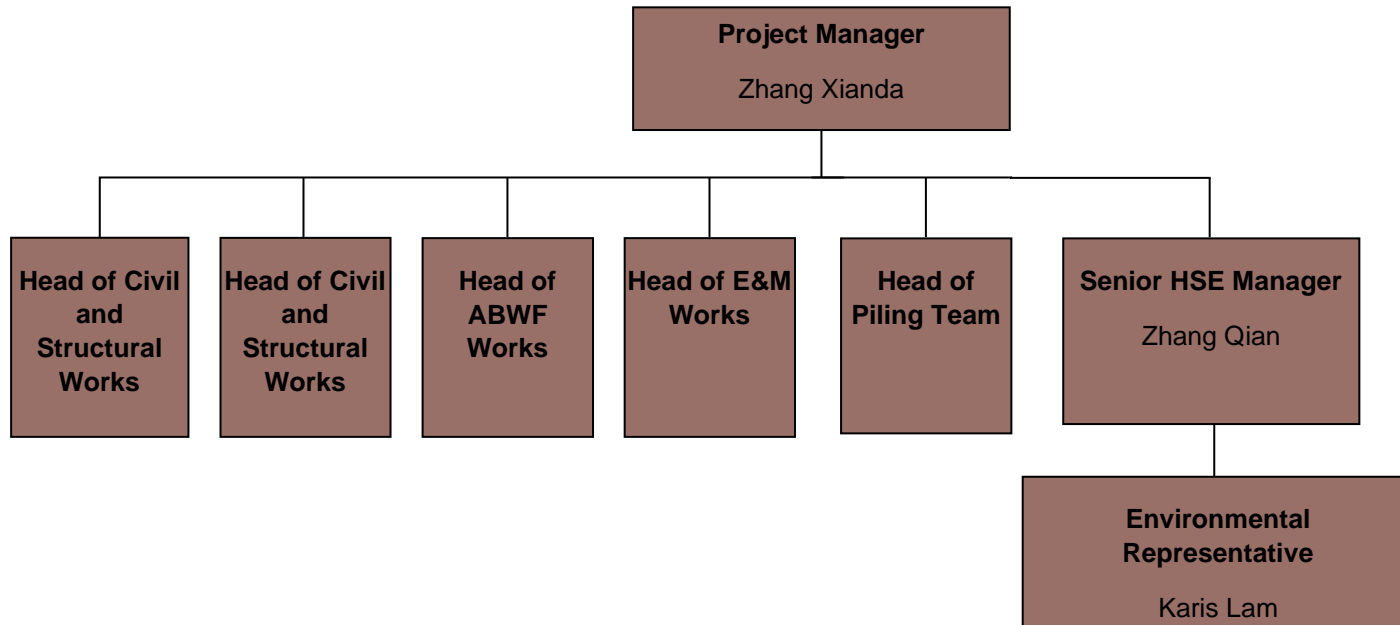 Project Manager
Zhang Xianda
Head of Civil
and
Structural
Works
Head of Civil
and
Structural
Works
Head of
ABWF
Works
Head of E&M
Works
Head of
Piling Team
Senior HSE Manager
Zhang Qian
Environmental
Representative
Karis Lam